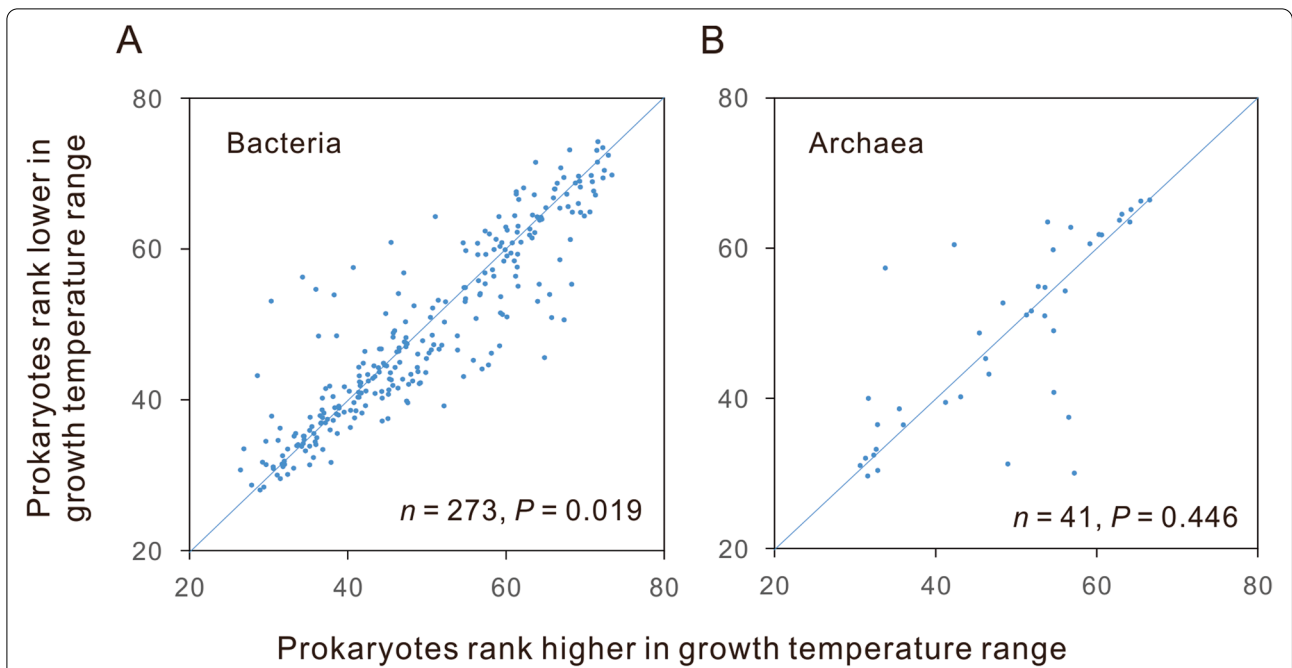 A
B
Prokaryotes rank lower in
growth temperature range
80
60
40
20
Bacteria
n = 273, P = 0.019
20
40
60
80
80
60
40
20
Archaea
n = 41, P = 0.446
20
40
60
80
Prokaryotes rank higher in growth temperature range